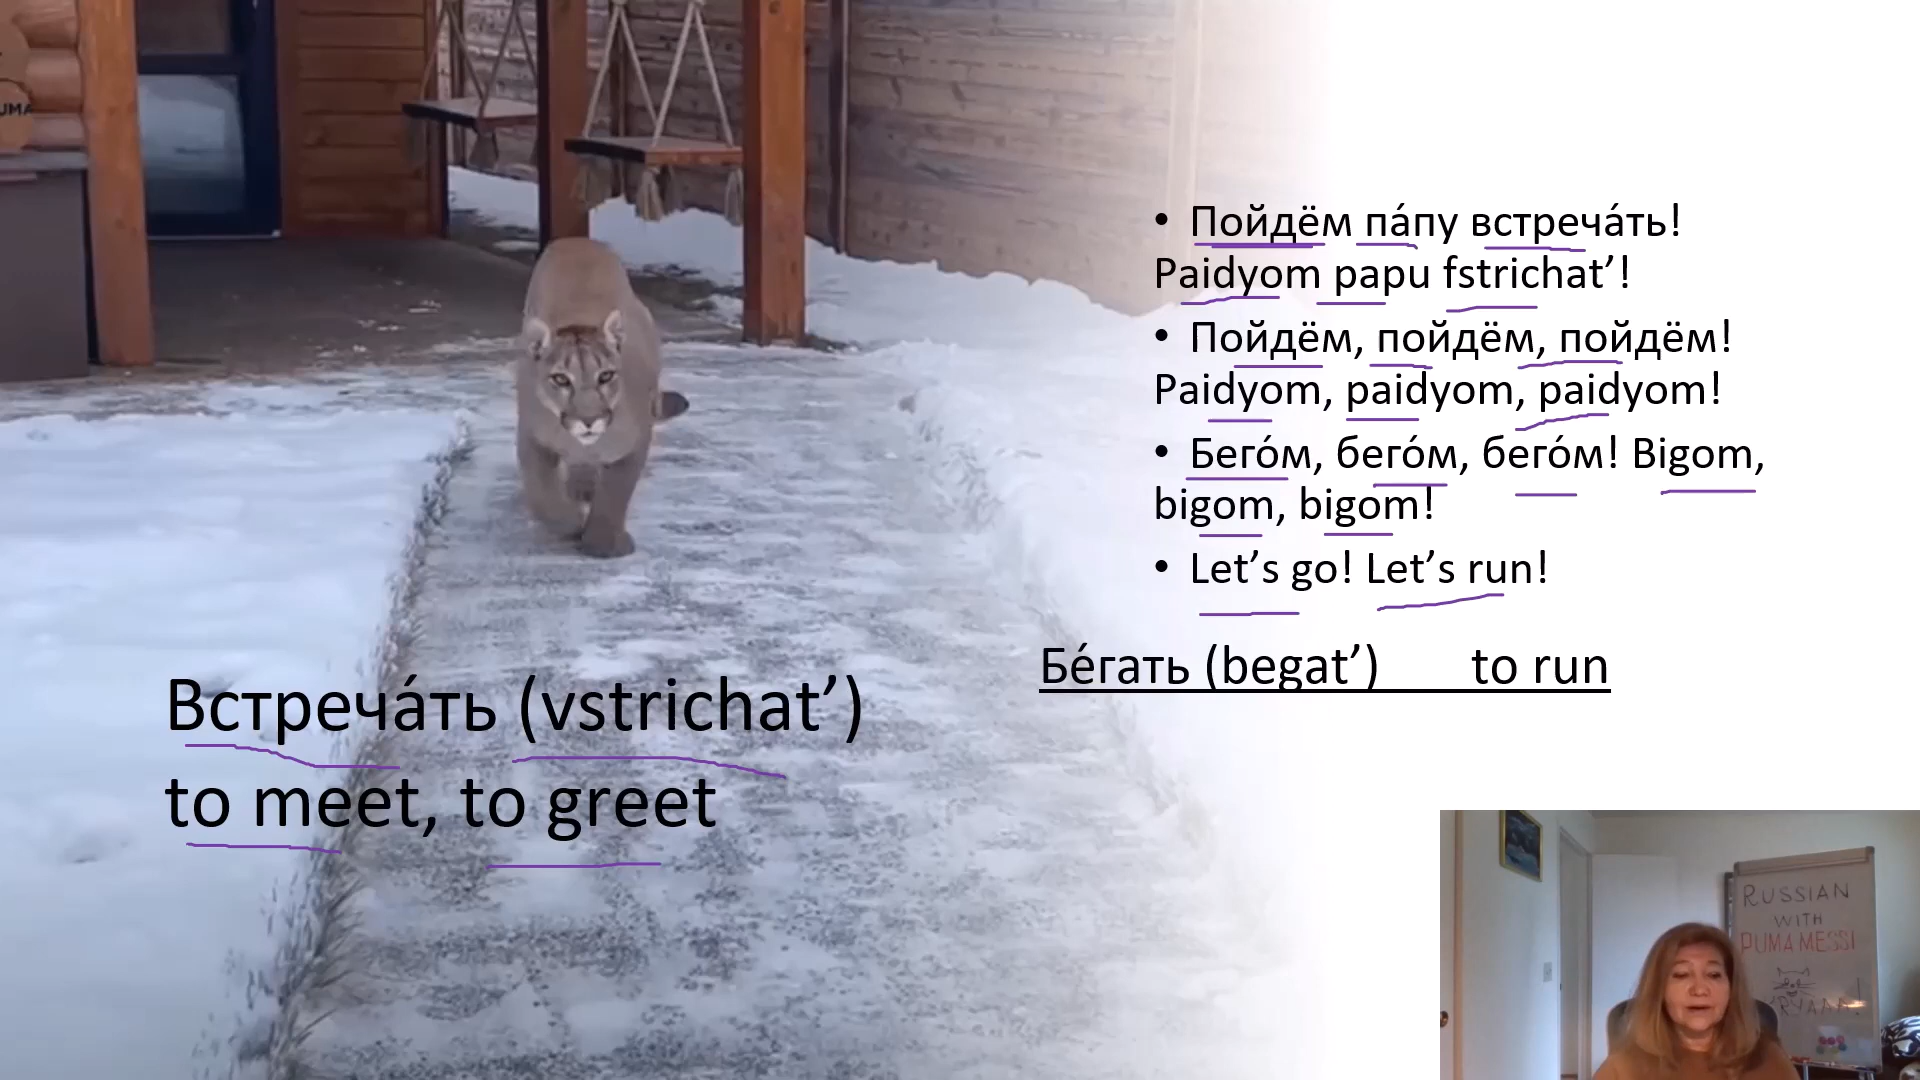 UMA
• Пойдём па́пу встреча́ть!
Paidyom papu fstrichat’!
• Пойдём, пойдём, пойдём!
Paidyom, paidyom, paidyom!
• Бего́м, бего́м, бего́м! Bigom,
bigom, bigom!
• Let’s go! Let’s run!
Бе́гать (begat’) to run
Встреча́ть (vstrichat’)
to meet, to greet
RUSSIAN
WITH
PUMA MESSI